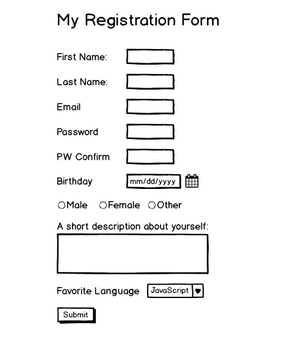 My Registration Form
First Name:
Last Name:
Email
Password
PW Confirm
Birthday mm/dd/yyyy
Male Female Other
A short description about yourself:
Favorite Language JavaScript
Submit